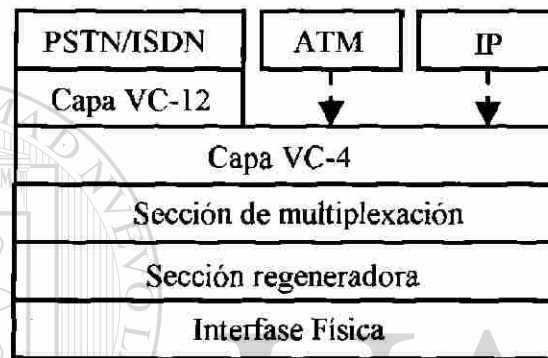 PSTN/ISDN
ATM
IP
Capa VC-12
Capa VC-4
Sección de multiplexación
Sección regeneradora
Interfase Física